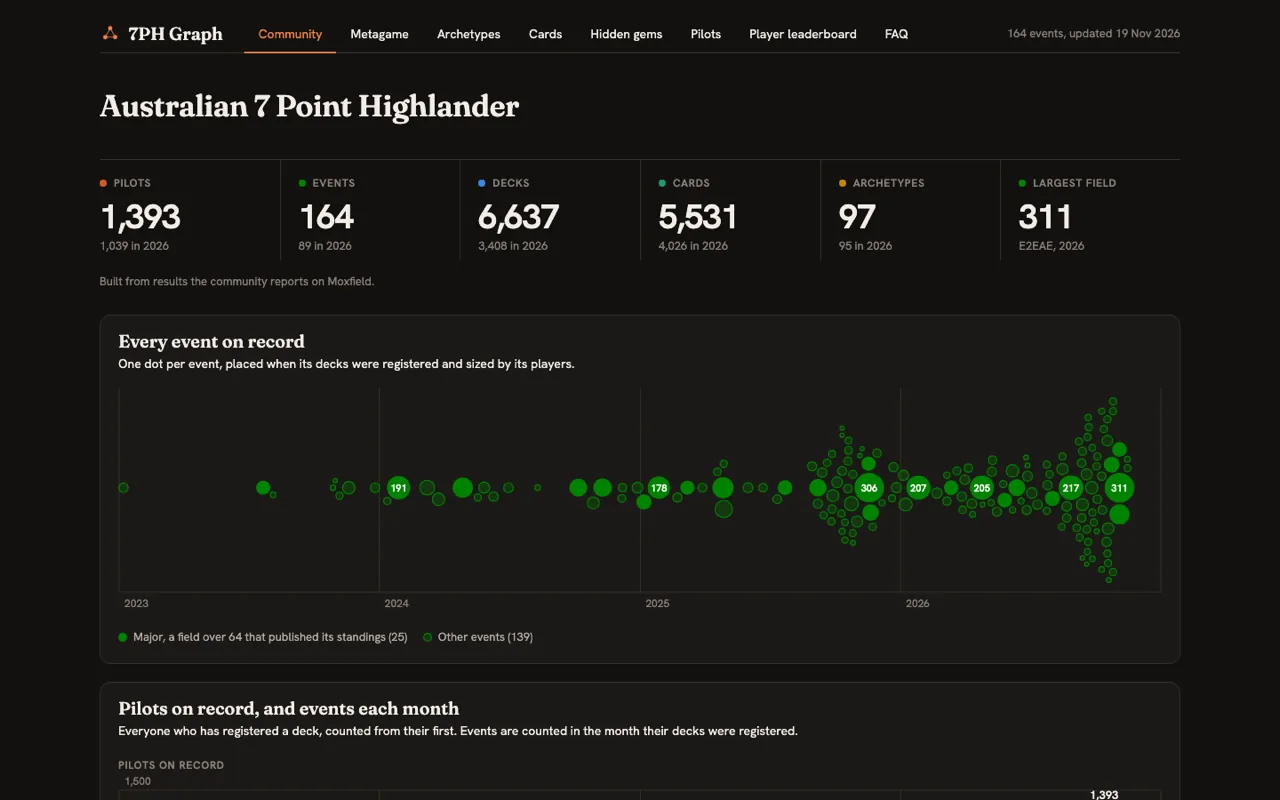 7PH Graph
Community Metagame Archetypes Cards Hidden gems Pilots Player leaderboard FAQ
164 events, updated 19 Nov 2026
Australian 7 Point Highlander
PILOTS
1,393
1,039 in 2026
EVENTS
164
89 in 2026
DECKS
6,637
3,408 in 2026
CARDS
5,531
4,026 in 2026
ARCHETYPES
97
95 in 2026
LARGEST FIELD
311
E2EAE, 2026
Built from results the community reports on Moxfield.
Every event on record
One dot per event, placed when its decks were registered and sized by its players.
191 178 306 207 205 217 311
2023 2024 2025 2026
Major, a field over 64 that published its standings (25) Other events (139)
Pilots on record, and events each month
Everyone who has registered a deck, counted from their first. Events are counted in the month their decks were registered.
PILOTS ON RECORD
1,500
1,393